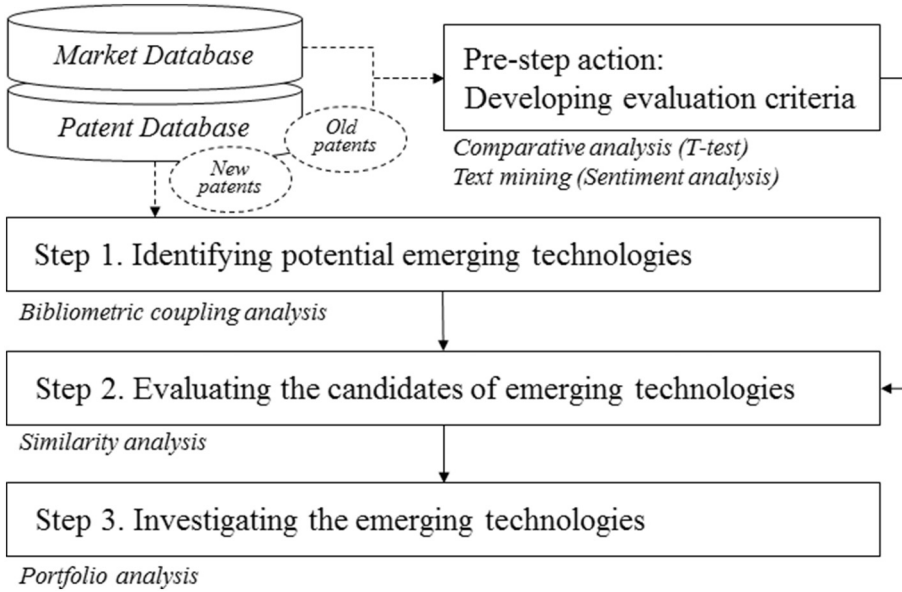 Market Database
Patent Database
Old
patents
New
patents
Pre-step action:
Developing evaluation criteria
Comparative analysis (T-test)
Text mining (Sentiment analysis)
Step 1. Identifying potential emerging technologies
Bibliometric coupling analysis
Step 2. Evaluating the candidates of emerging technologies
Similarity analysis
Step 3. Investigating the emerging technologies
Portfolio analysis